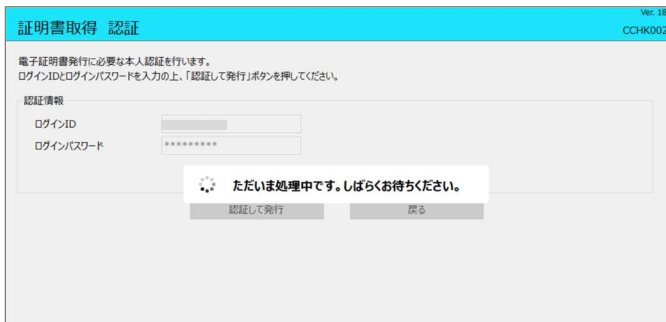 Ver. 18
証明書取得 認証
CCHK002
電子証明書発行に必要な本人認証を行います。
ログインIDとログインパスワードを入力の上、「認証して発行」ボタンを押してください。
認証情報
ログインID
ログインパスワード
*********
ただいま処理中です。しばらくお待ちください。
認証して発行
戻る